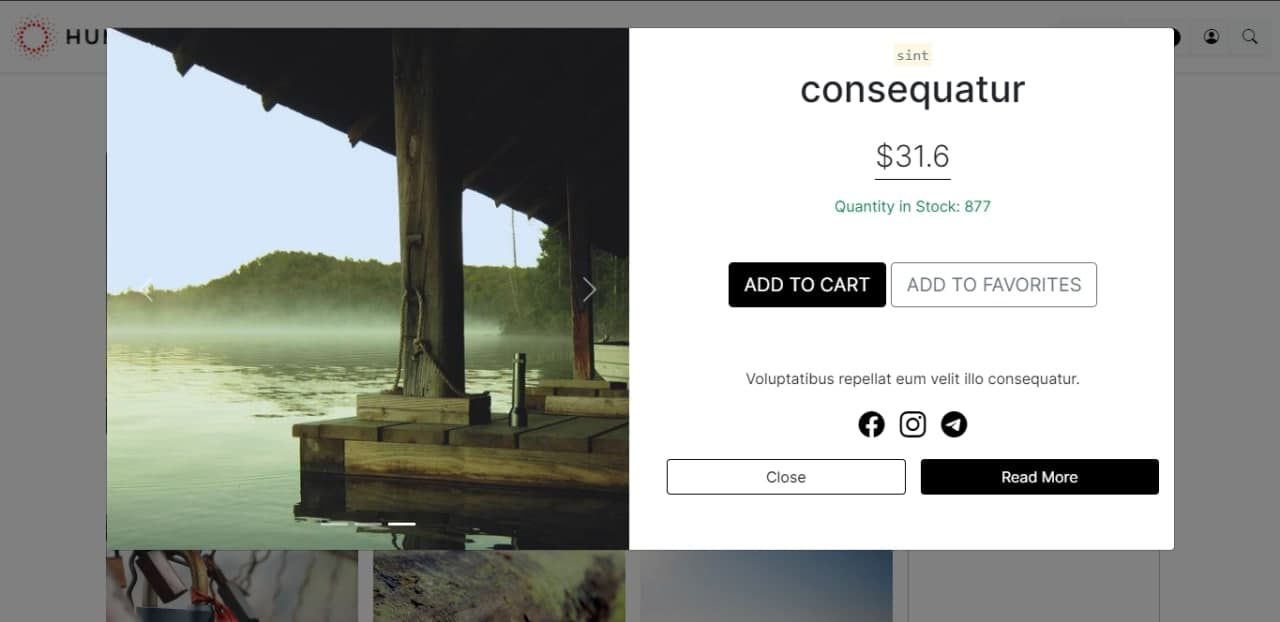 sint
consequatur
$31.6
Quantity in Stock: 877
ADD TO CART ADD TO FAVORITES
Voluptatibus repellat eum velit illo consequatur.
Close Read More